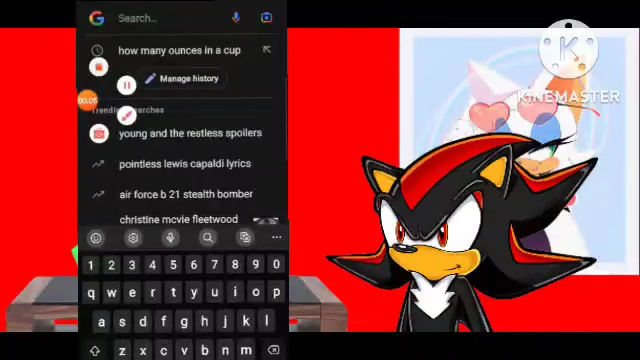 Search...
how many ounces in a cup
Manage history
00:05
young and the restless spoilers
pointless lewis capaldi lyrics
air force b 21 stealth bomber
christine mcvie fleetwood
1 2 3 4 5 6 7 8 9 0
q w e r t y u i o p
a s d f g h j k l
z x c v b n m
K
KINEMASTER